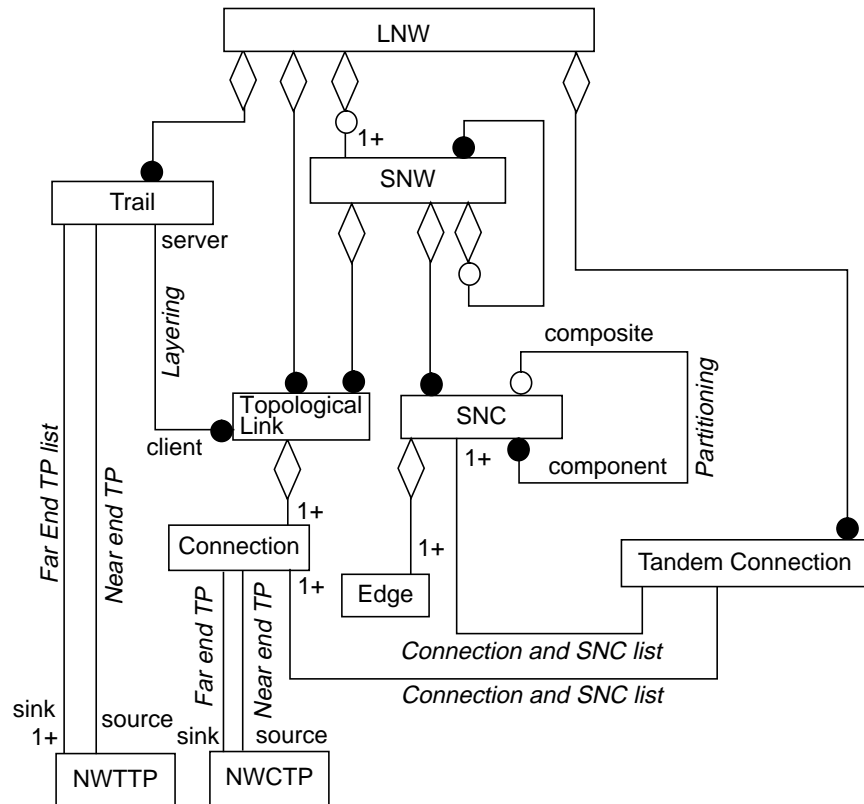 LNW
1+
SNW
Trail
server
Layering
composite
Partitioning
Topological
Link
SNC
client
1+
component
Far End TP list
Near end TP
1+
Connection
1+
1+
Edge
Tandem Connection
Far end TP
Near end TP
Connection and SNC list
Connection and SNC list
sink
1+
source
sink
source
NWTTP
NWCTP